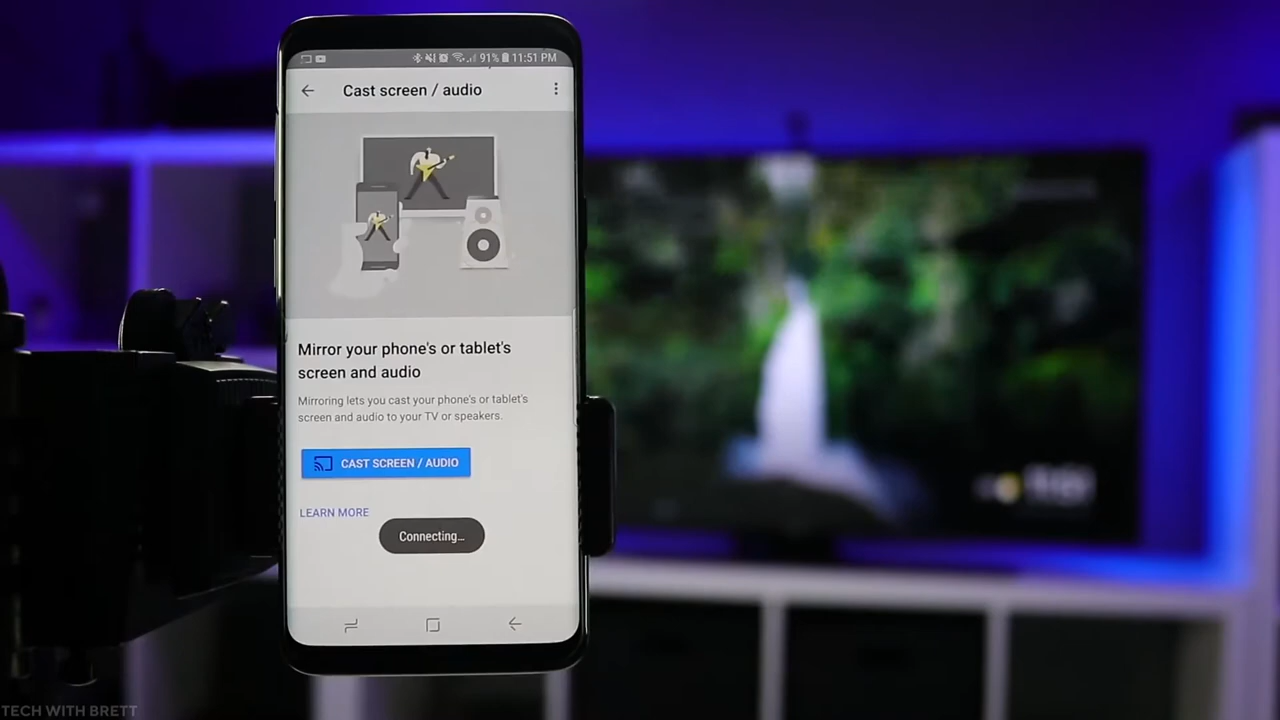 91% 11:51 PM
Cast screen / audio
Mirror your phone's or tablet's
screen and audio
Mirroring lets you cast your phone's or tablet's
screen and audio to your TV or speakers.
CAST SCREEN / AUDIO
LEARN MORE
Connecting...
TECH WITH BRETT